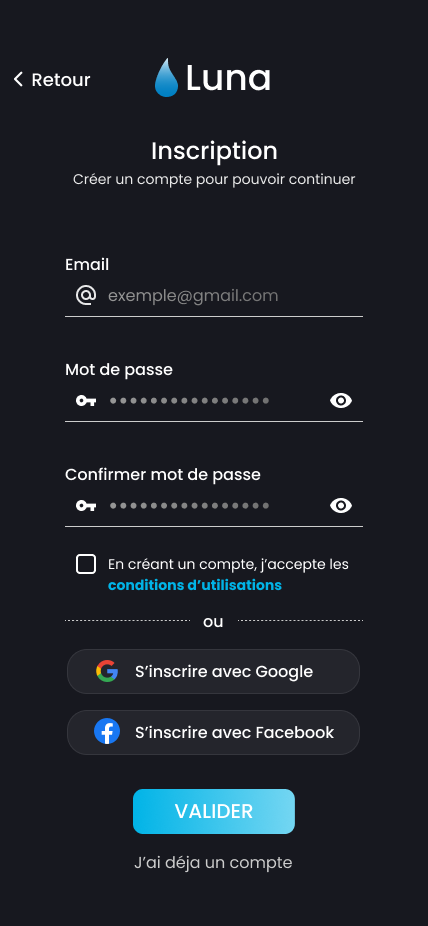 Retour
Luna
Inscription
Créer un compte pour pouvoir continuer
Email
exemple@gmail.com
Mot de passe
Confirmer mot de passe
En créant un compte, j’accepte les
conditions d’utilisations
ou
S’inscrire avec Google
S’inscrire avec Facebook
VALIDER
J’ai déja un compte